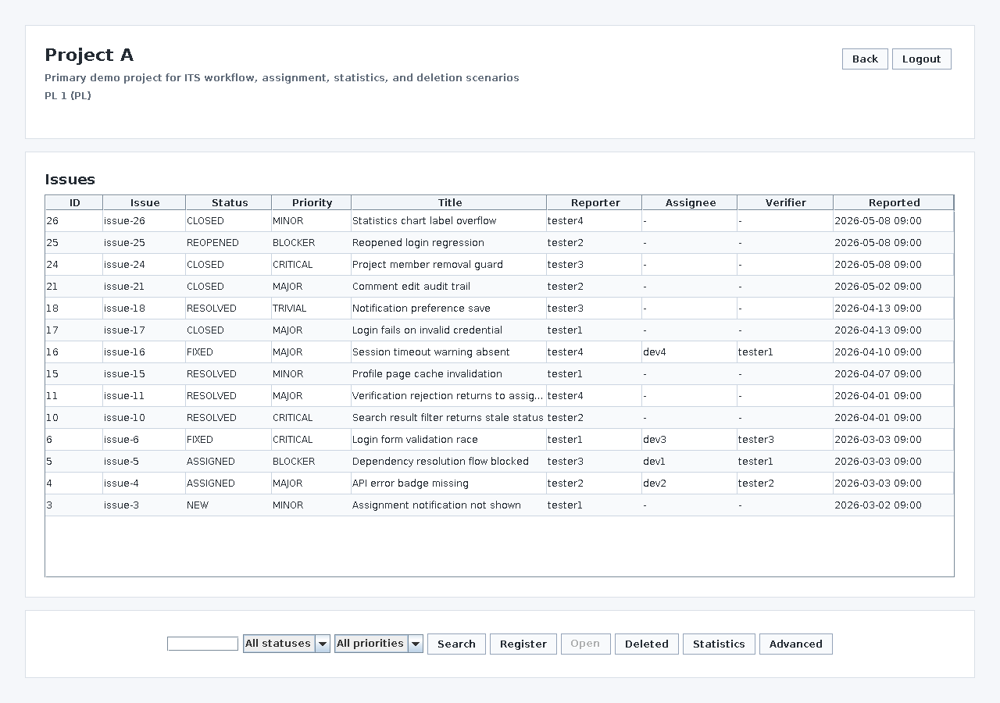 Project A
Back Logout
Primary demo project for ITS workflow, assignment, statistics, and deletion scenarios
PL 1 (PL)
Issues
ID Issue Status Priority Title Reporter Assignee Verifier Reported
26 issue-26 CLOSED MINOR Statistics chart label overflow tester4 - - 2026-05-08 09:00
25 issue-25 REOPENED BLOCKER Reopened login regression tester2 - - 2026-05-08 09:00
24 issue-24 CLOSED CRITICAL Project member removal guard tester3 - - 2026-05-08 09:00
21 issue-21 CLOSED MAJOR Comment edit audit trail tester2 - - 2026-05-02 09:00
18 issue-18 RESOLVED TRIVIAL Notification preference save tester3 - - 2026-04-13 09:00
17 issue-17 CLOSED MAJOR Login fails on invalid credential tester1 - - 2026-04-13 09:00
16 issue-16 FIXED MAJOR Session timeout warning absent tester4 dev4 tester1 2026-04-10 09:00
15 issue-15 RESOLVED MINOR Profile page cache invalidation tester1 - - 2026-04-07 09:00
11 issue-11 RESOLVED MAJOR Verification rejection returns to assig... tester4 - - 2026-04-01 09:00
10 issue-10 RESOLVED CRITICAL Search result filter returns stale status tester2 - - 2026-04-01 09:00
6 issue-6 FIXED CRITICAL Login form validation race tester1 dev3 tester3 2026-03-03 09:00
5 issue-5 ASSIGNED BLOCKER Dependency resolution flow blocked tester3 dev1 tester1 2026-03-03 09:00
4 issue-4 ASSIGNED MAJOR API error badge missing tester2 dev2 tester2 2026-03-03 09:00
3 issue-3 NEW MINOR Assignment notification not shown tester1 - - 2026-03-02 09:00
All statuses All priorities Search Register Open Deleted Statistics Advanced